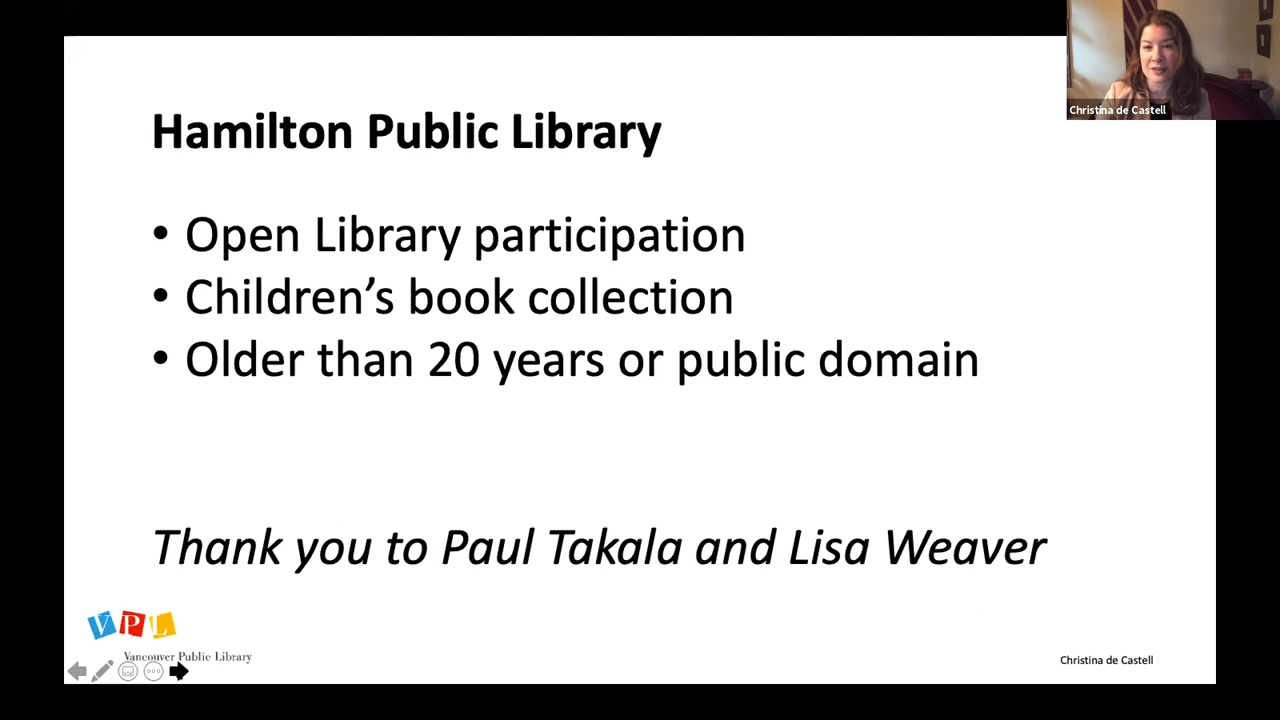 Christina de Castell
Hamilton Public Library
• Open Library participation
• Children’s book collection
• Older than 20 years or public domain
Thank you to Paul Takala and Lisa Weaver
VPL
Vancouver Public Library
Christina de Castell